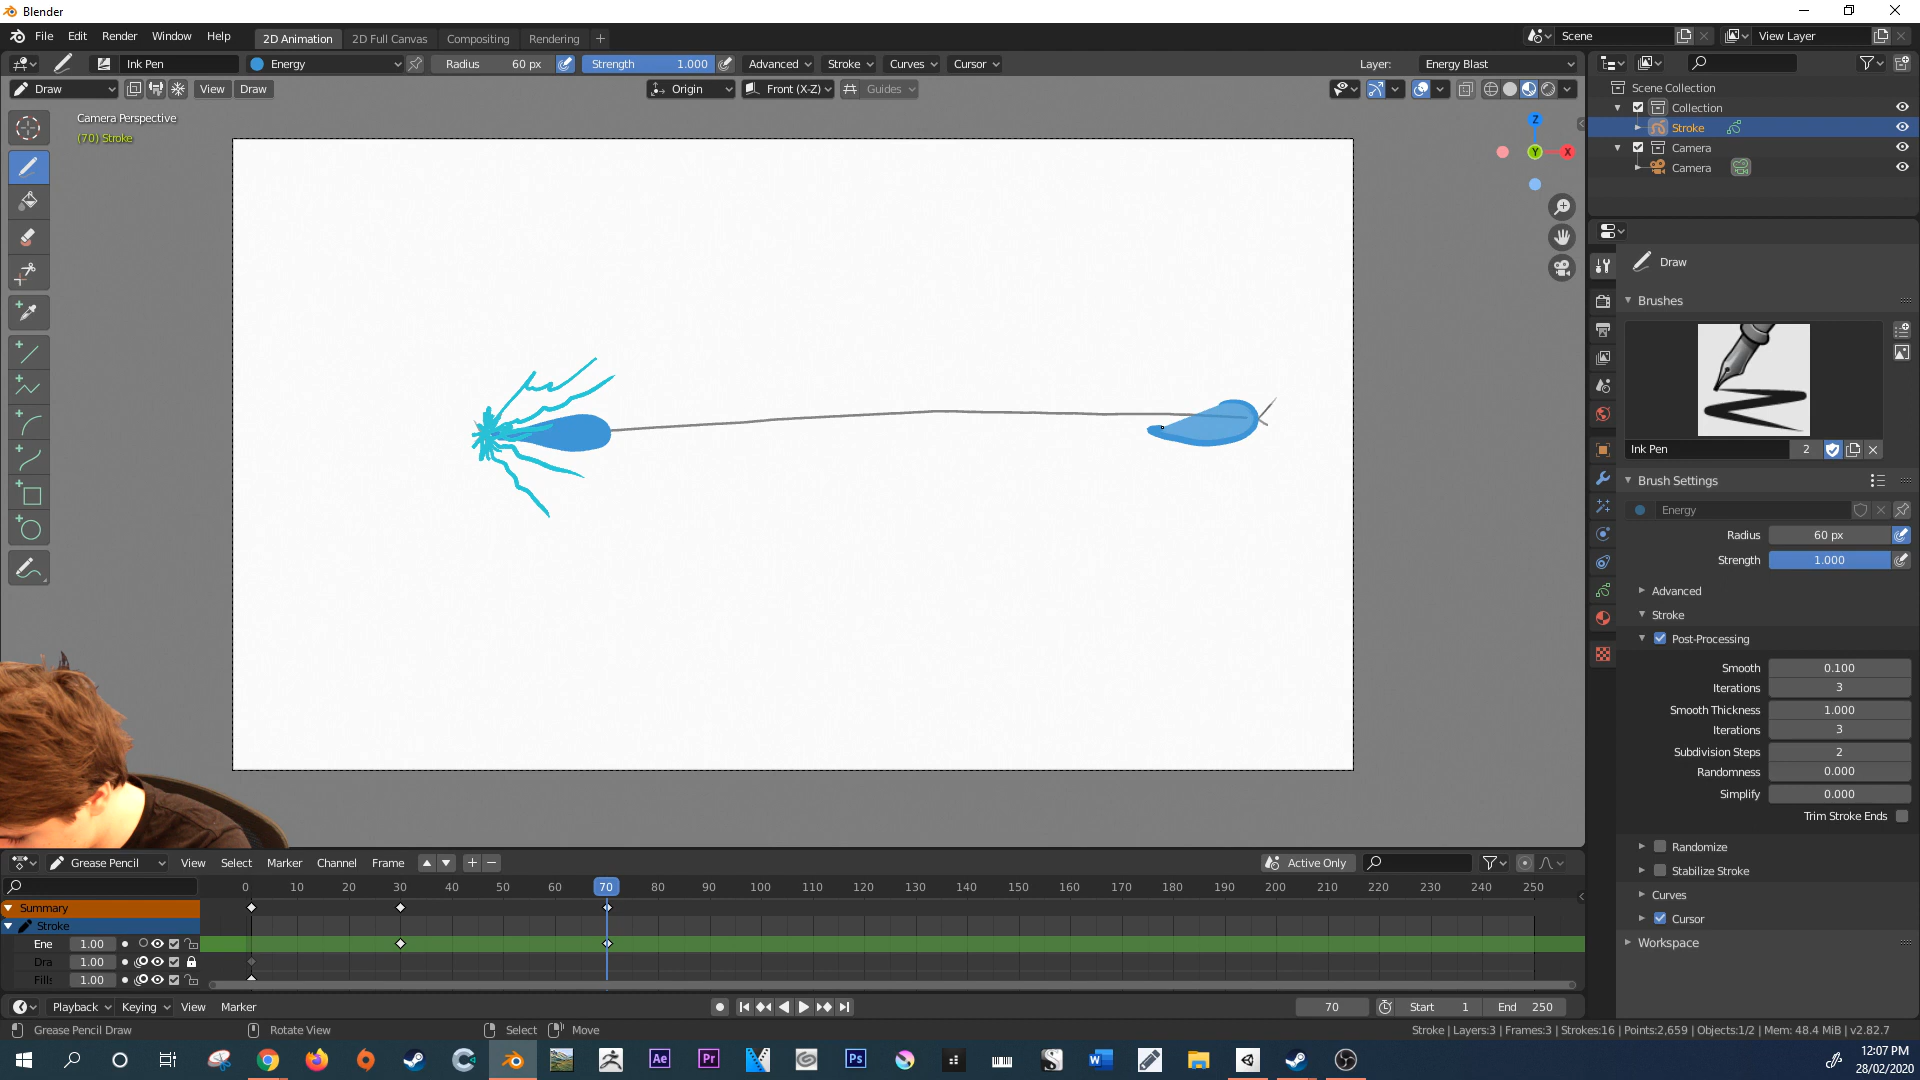 Blender
File Edit Render Window Help 2D Animation 2D Full Canvas Compositing Rendering Scene View Layer
Ink Pen Energy Radius 60 px Strength 1.000 Advanced Stroke Curves Cursor Layer: Energy Blast
Draw View Draw Origin Front (X-Z) Guides
Camera Perspective
(70) Stroke
Z
Y
X
Scene Collection
Collection
Stroke
Camera
Camera
Draw
Brushes
Ink Pen 2
Brush Settings
Energy
Radius 60 px
Strength 1.000
Advanced
Stroke
Post-Processing
Smooth 0.100
Iterations 3
Smooth Thickness 1.000
Iterations 3
Subdivision Steps 2
Randomness 0.000
Simplify 0.000
Trim Stroke Ends
Randomize
Stabilize Stroke
Curves
Cursor
Workspace
Grease Pencil View Select Marker Channel Frame Active Only
0 10 20 30 40 50 60 70 80 90 100 110 120 130 140 150 160 170 180 190 200 210 220 230 240 250
Summary
Stroke
Ene 1.00
Dra 1.00
Fills 1.00
Playback Keying View Marker 70 Start 1 End 250
Grease Pencil Draw Rotate View Select Move Stroke | Layers:3 | Frames:3 | Strokes:16 | Points:2,659 | Objects:1/2 | Mem: 48.4 MiB | v2.82.7
Ae Pr Ps
12:07 PM
28/02/2020